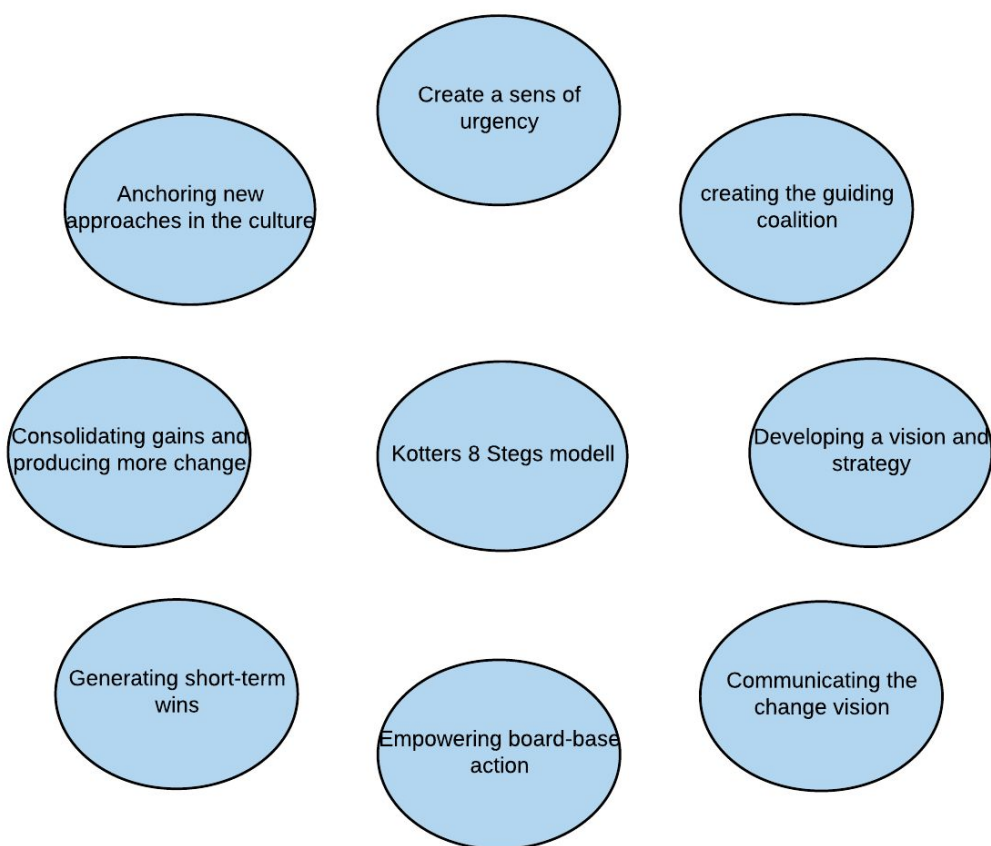 Create a sens of
urgency
creating the guiding
coalition
Developing a vision and
strategy
Communicating the
change vision
Empowering board-base
action
Generating short-term
wins
Consolidating gains and
producing more change
Anchoring new
approaches in the culture
Kotters 8 Stegs modell